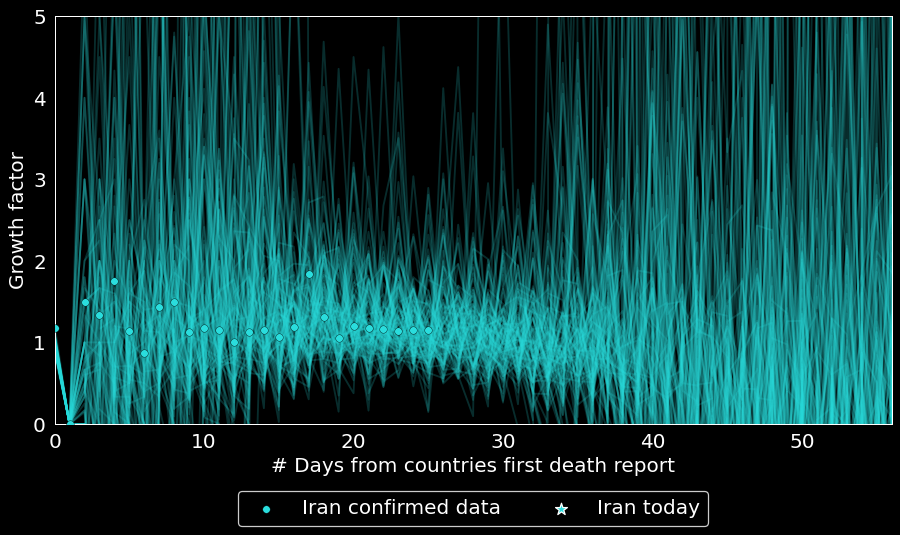 5
4
3
2
1
0
Growth factor
0 10 20 30 40 50
# Days from countries first death report
Iran confirmed data Iran today